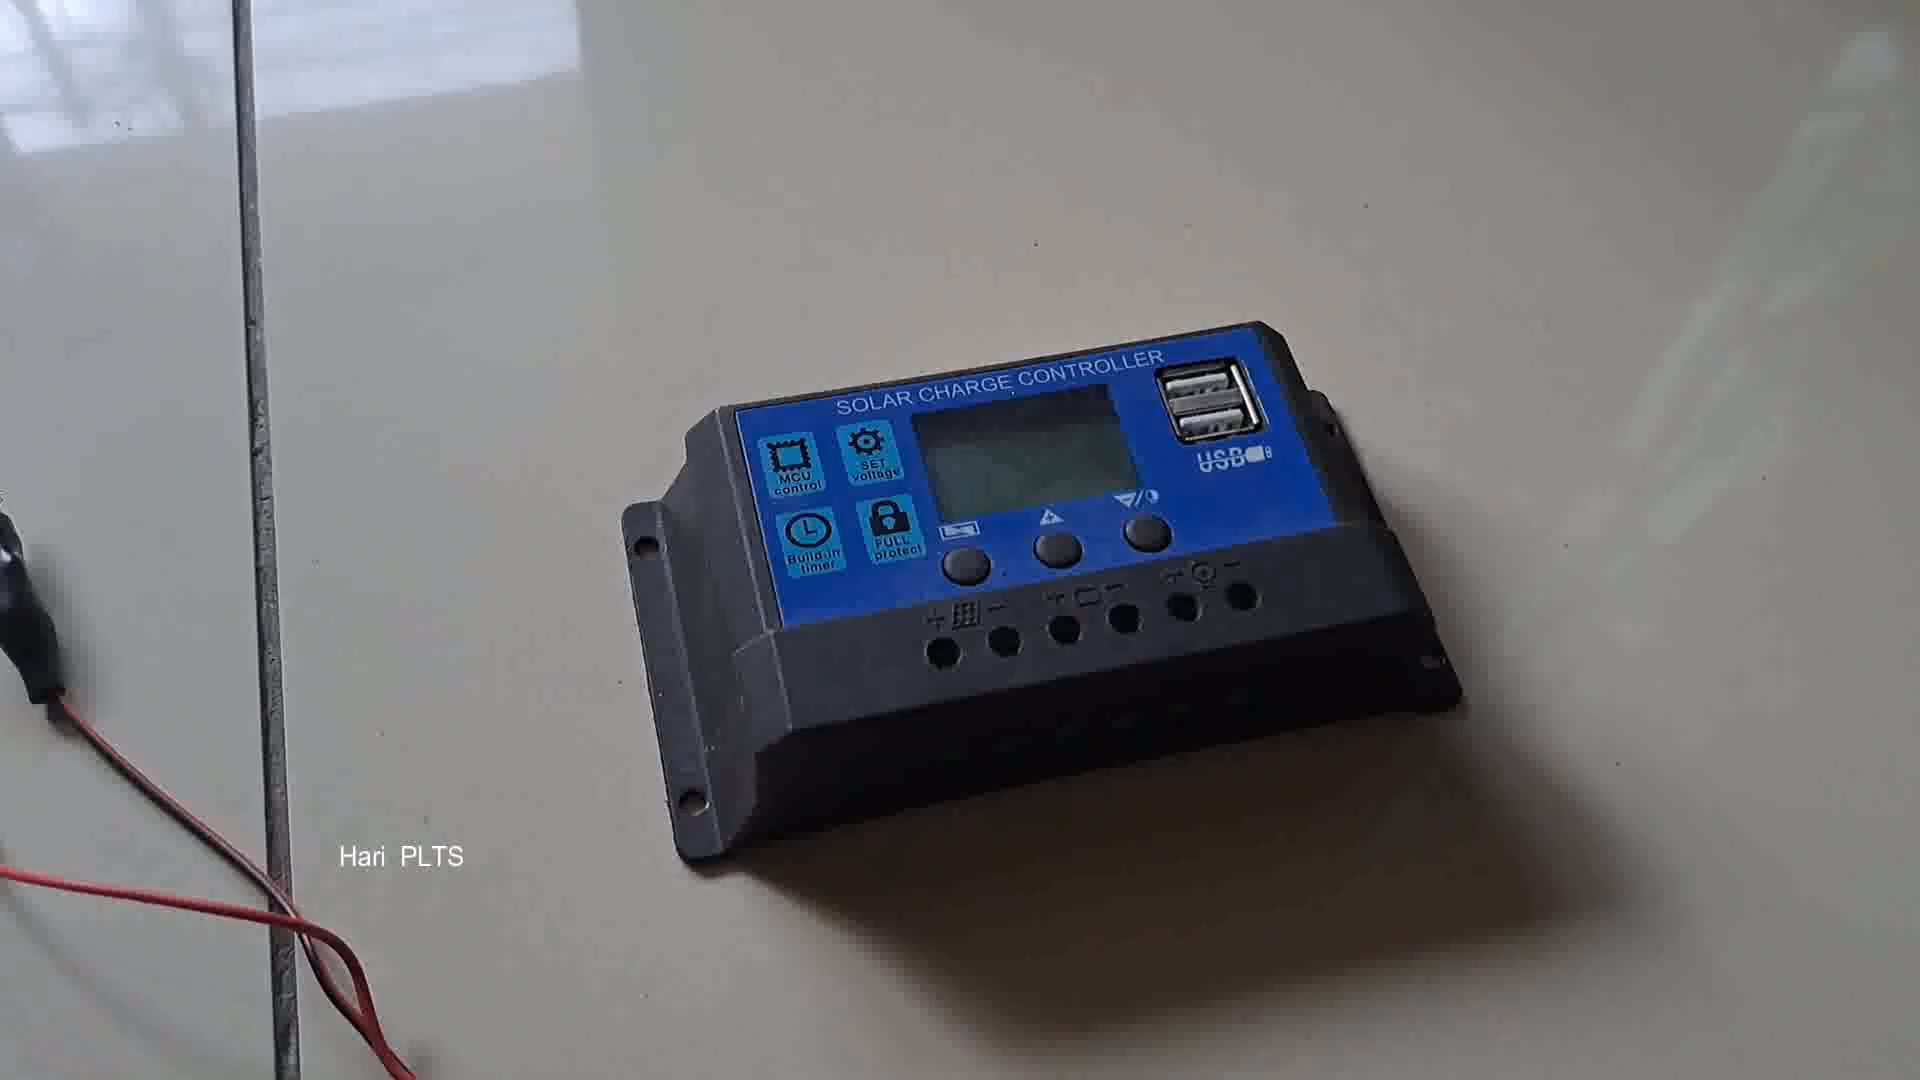 SOLAR CHARGE CONTROLLER
MCU
control
SET
voltage
Build-in
timer
FULL
protect
USB
Hari PLTS